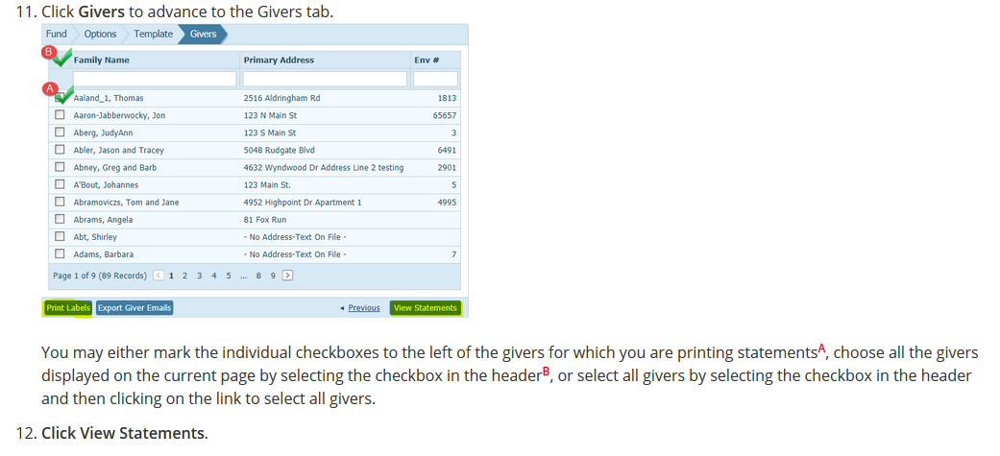 11. Click Givers to advance to the Givers tab.
Fund Options Template Givers
B Family Name Primary Address Env #
A Aaland_1, Thomas 2516 Aldringham Rd 1813
Aaron-Jabberwocky, Jon 123 N Main St 65657
Aberg, JudyAnn 123 S Main St 3
Abler, Jason and Tracey 5048 Rudgate Blvd 6491
Abney, Greg and Barb 4632 Wyndwood Dr Address Line 2 testing 2901
A'Bout, Johannes 123 Main St. 5
Abramoviczs, Tom and Jane 4952 Highpoint Dr Apartment 1 4995
Abrams, Angela 81 Fox Run
Abt, Shirley - No Address-Text On File -
Adams, Barbara - No Address-Text On File - 7
Page 1 of 9 (89 Records) < 1 2 3 4 5 ... 8 9 >
Print Labels Export Giver Emails ◄ Previous View Statements
You may either mark the individual checkboxes to the left of the givers for which you are printing statementsA, choose all the givers
displayed on the current page by selecting the checkbox in the headerB, or select all givers by selecting the checkbox in the header
and then clicking on the link to select all givers.
12. Click View Statements.